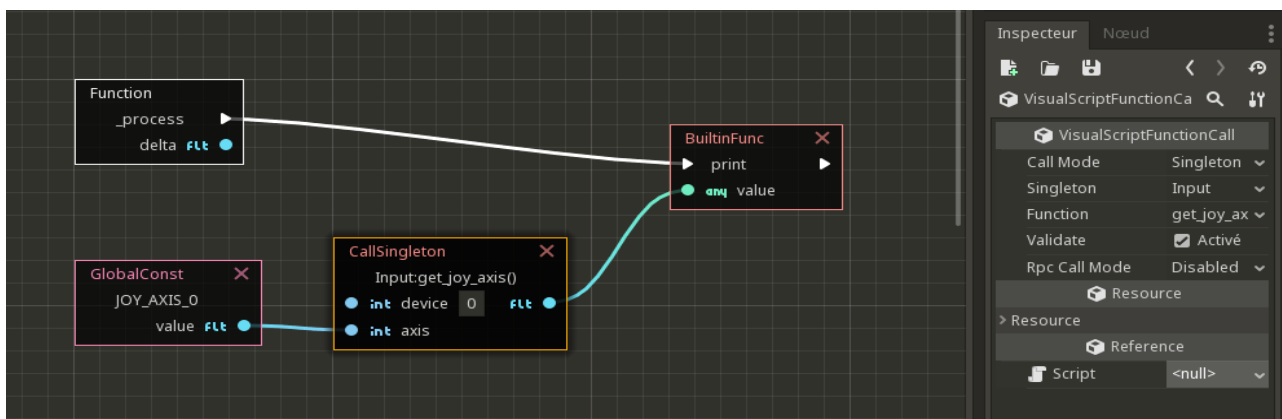 Function
_process
delta Flt
GlobalConst
JOY_AXIS_0
value Flt
CallSingleton
Input:get_joy_axis()
int device 0 Flt
int axis
BuiltinFunc
print
any value
Inspecteur Nœud
VisualScriptFunctionCa
VisualScriptFunctionCall
Call Mode Singleton
Singleton Input
Function get_joy_ax
Validate Activé
Rpc Call Mode Disabled
Resource
Resource
Reference
Script <null>